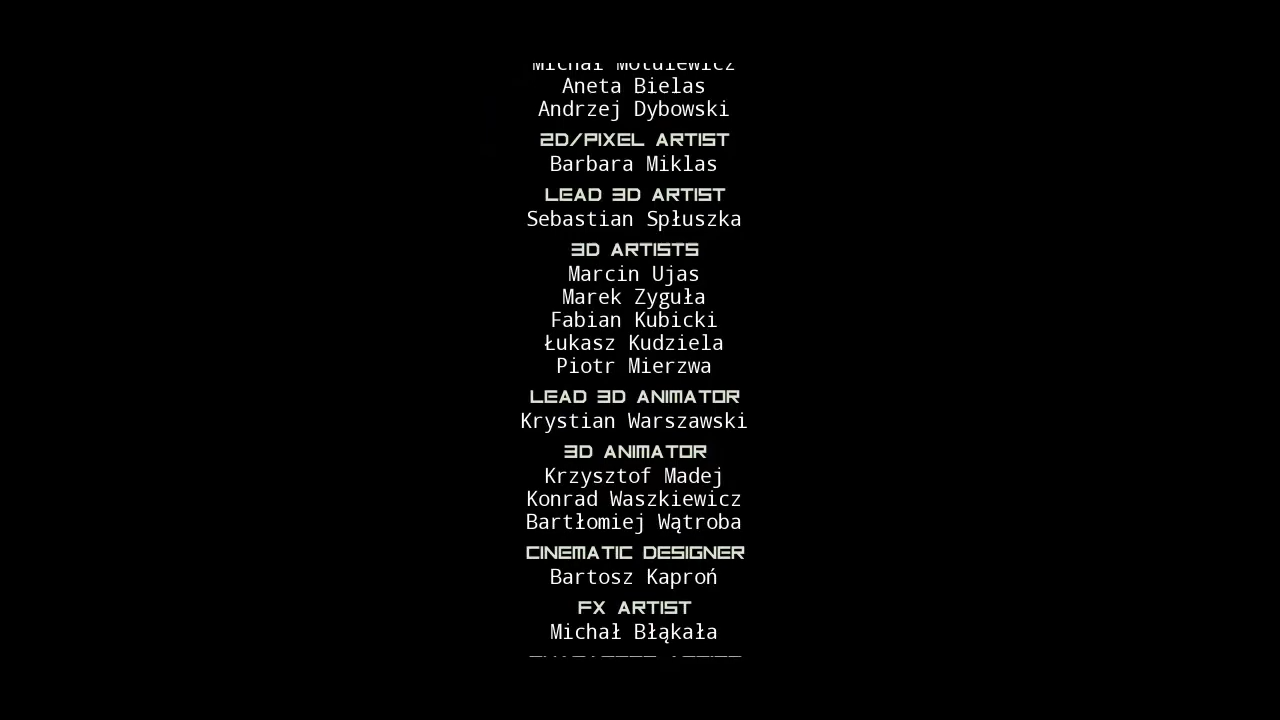 Aneta Bielas
Andrzej Dybowski
2D/PIXEL ARTIST
Barbara Miklas
LEAD 3D ARTIST
Sebastian Spłuszka
3D ARTISTS
Marcin Ujas
Marek Zyguła
Fabian Kubicki
Łukasz Kudziela
Piotr Mierzwa
LEAD 3D ANIMATOR
Krystian Warszawski
3D ANIMATOR
Krzysztof Madej
Konrad Waszkiewicz
Bartłomiej Wątroba
CINEMATIC DESIGNER
Bartosz Kaproń
FX ARTIST
Michał Błąkała